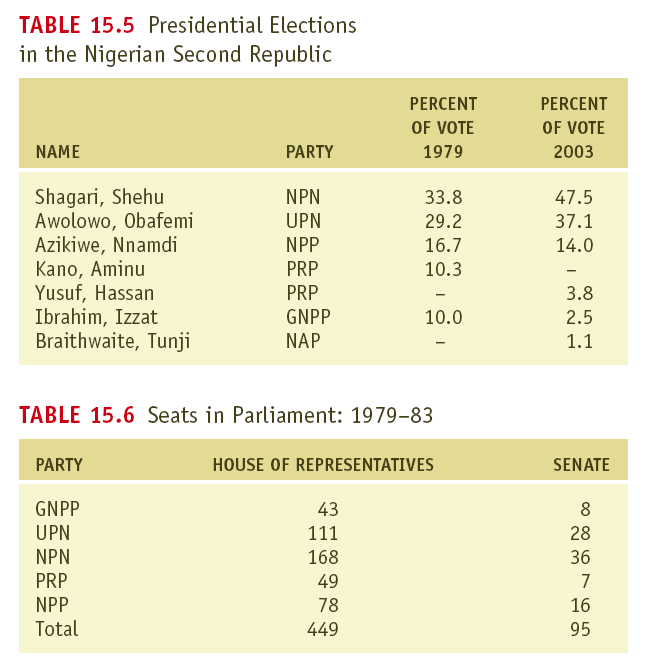 TABLE 15.5 Presidential Elections
in the Nigerian Second Republic
PERCENT PERCENT
OF VOTE OF VOTE
NAME PARTY 1979 2003
Shagari, Shehu NPN 33.8 47.5
Awolowo, Obafemi UPN 29.2 37.1
Azikiwe, Nnamdi NPP 16.7 14.0
Kano, Aminu PRP 10.3 –
Yusuf, Hassan PRP – 3.8
Ibrahim, Izzat GNPP 10.0 2.5
Braithwaite, Tunji NAP – 1.1
TABLE 15.6 Seats in Parliament: 1979–83
PARTY HOUSE OF REPRESENTATIVES SENATE
GNPP 43 8
UPN 111 28
NPN 168 36
PRP 49 7
NPP 78 16
Total 449 95